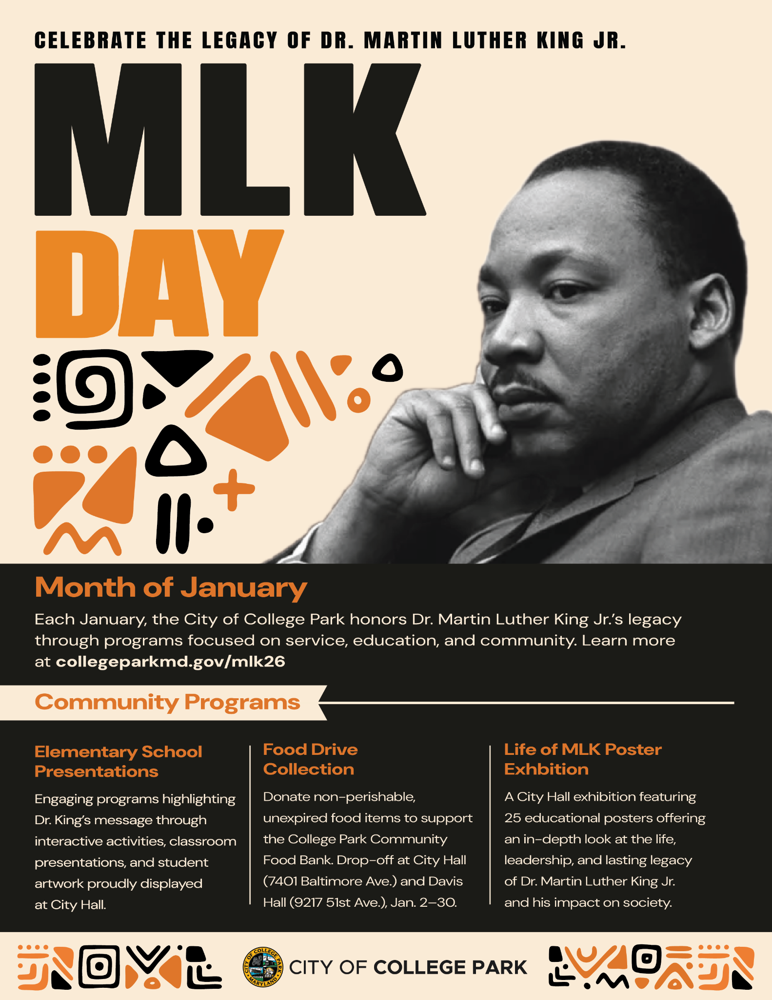 CELEBRATE THE LEGACY OF DR. MARTIN LUTHER KING JR.
MLK
DAY
Month of January
Each January, the City of College Park honors Dr. Martin Luther King Jr.'s legacy
through programs focused on service, education, and community. Learn more
at collegeparkmd.gov/mlk26
Community Programs
Elementary School
Presentations
Engaging programs highlighting
Dr. King's message through
interactive activities, classroom
presentations, and student
artwork proudly displayed
at City Hall.
Food Drive
Collection
Donate non-perishable,
unexpired food items to support
the College Park Community
Food Bank. Drop-off at City Hall
(7401 Baltimore Ave.) and Davis
Hall (9217 51st Ave.), Jan. 2–30.
Life of MLK Poster
Exhbition
A City Hall exhibition featuring
25 educational posters offering
an in-depth look at the life,
leadership, and lasting legacy
of Dr. Martin Luther King Jr.
and his impact on society.
CITY OF COLLEGE PARK
MARYLAND
CITY OF COLLEGE PARK